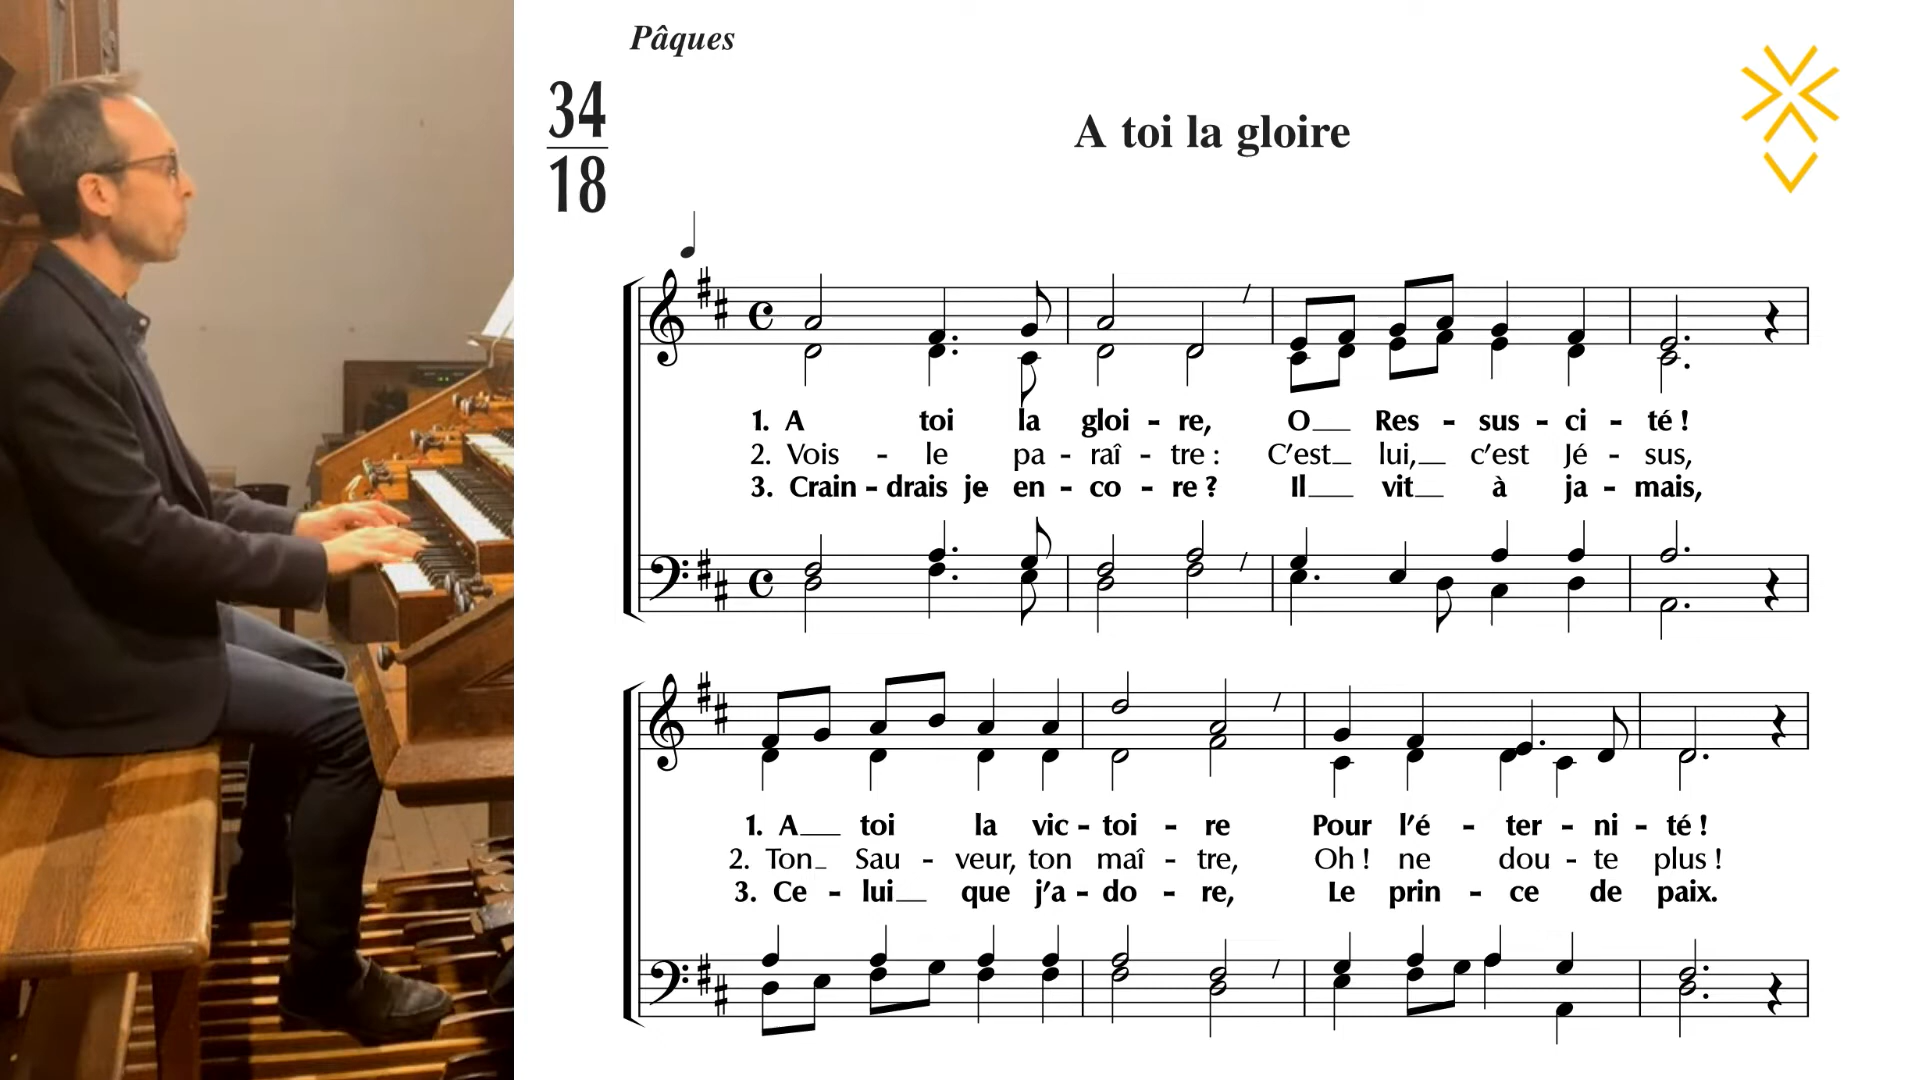 Pâques
34
18
A toi la gloire
1. A toi la gloi - re, O Res - sus - ci - té !
2. Vois - le pa - raî - tre : C'est lui, c'est Jé - sus,
3. Crain - drais je en - co - re ? Il vit à ja - mais,
1. A toi la vic - toi - re Pour l'é - ter - ni - té !
2. Ton Sau - veur, ton maî - tre, Oh ! ne dou - te plus !
3. Ce - lui que j'a - do - re, Le prin - ce de paix.